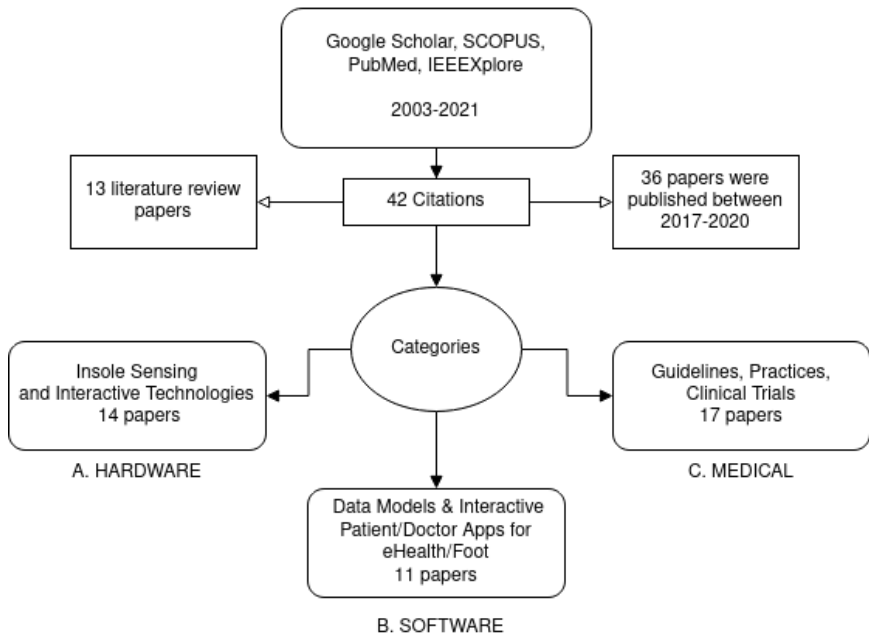 Google Scholar, SCOPUS,
PubMed, IEEEXplore
2003-2021
13 literature review
papers
42 Citations
36 papers were
published between
2017-2020
Categories
Insole Sensing
and Interactive Technologies
14 papers
A. HARDWARE
Guidelines, Practices,
Clinical Trials
17 papers
C. MEDICAL
Data Models & Interactive
Patient/Doctor Apps for
eHealth/Foot
11 papers
B. SOFTWARE